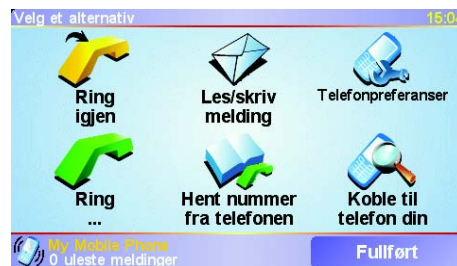 Velg et alternativ 15:04
Ring
igjen
Les/skriv
melding
Telefonpreferanser
Ring
...
Hent nummer
fra telefonen
Koble til
telefon din
My Mobile Phone
0 uleste meldinger
Fullført